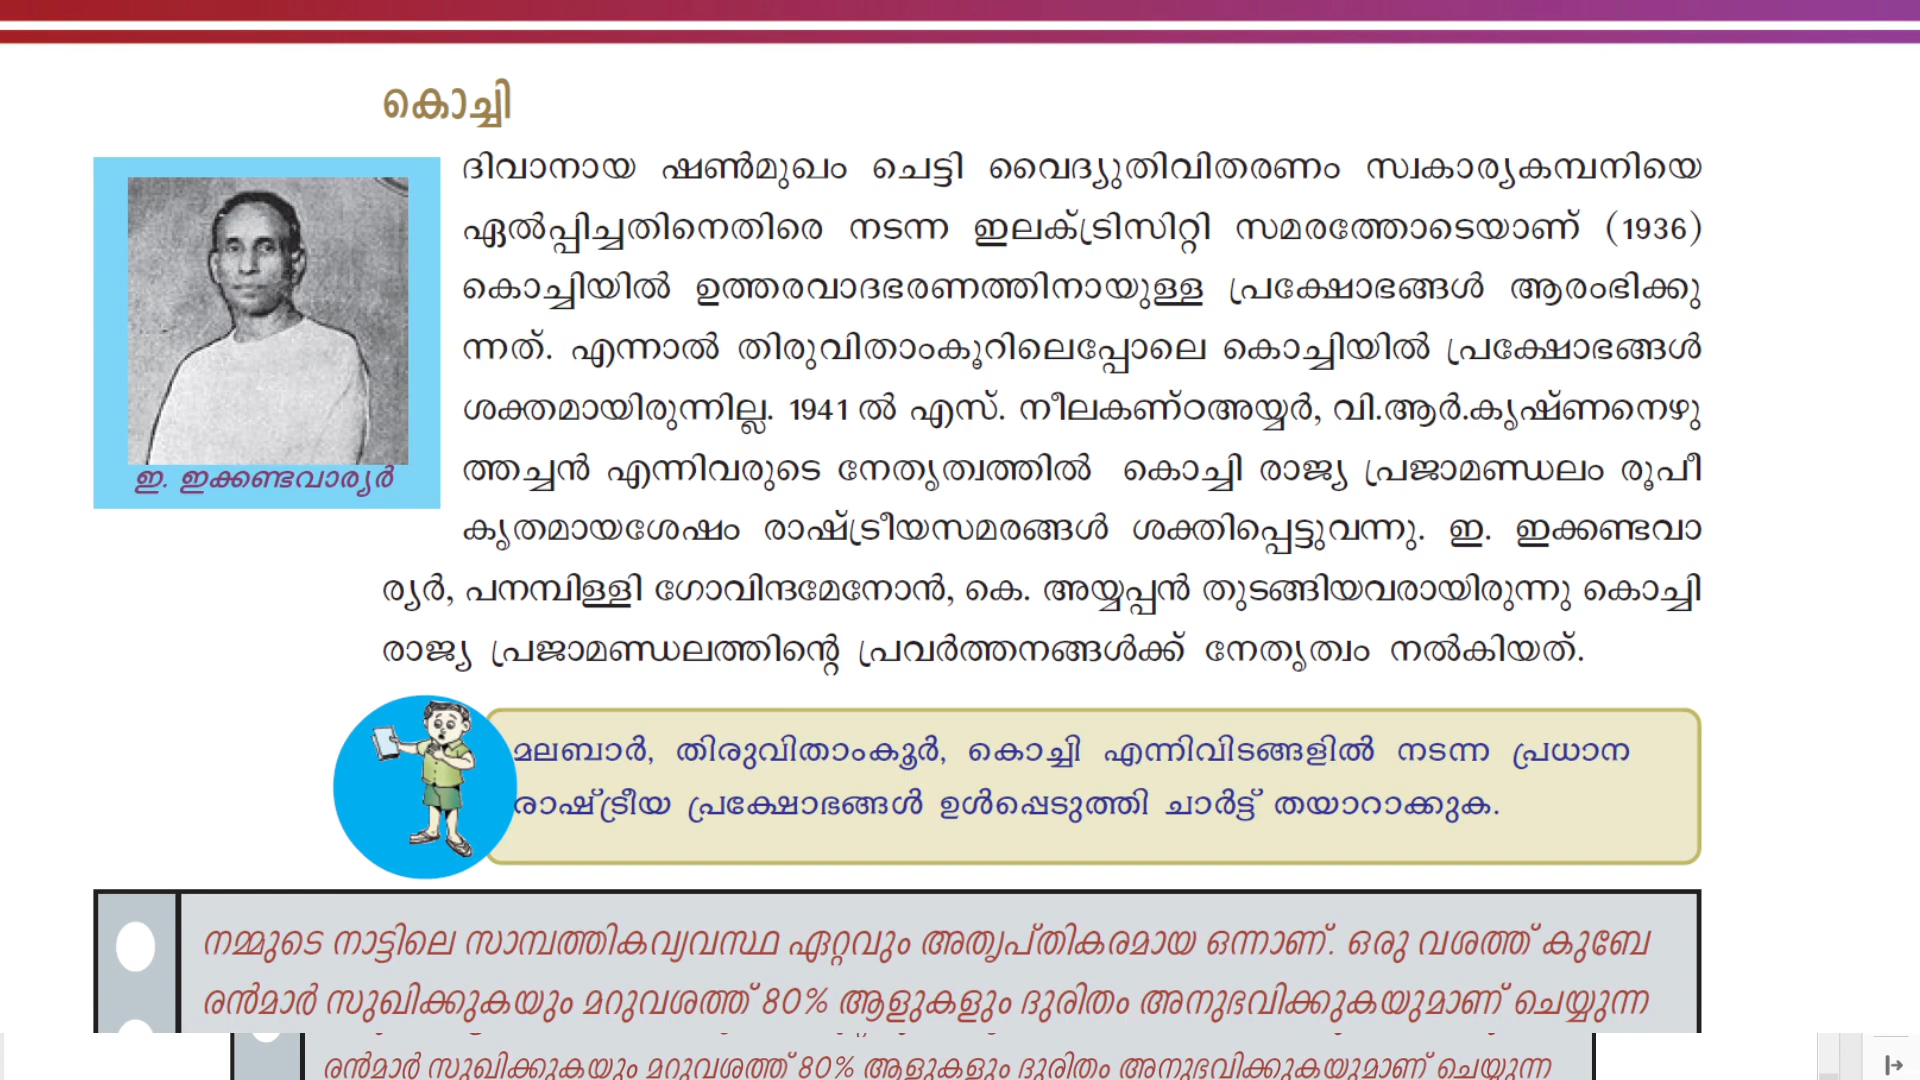 കൊച്ചി
ദിവാനായ ഷൺമുഖം ചെട്ടി വൈദ്യുതിവിതരണം സ്വകാര്യകമ്പനിയെ
ഏൽപ്പിച്ചതിനെതിരെ നടന്ന ഇലക്ട്രിസിറ്റി സമരത്തോടെയാണ് (1936)
കൊച്ചിയിൽ ഉത്തരവാദഭരണത്തിനായുള്ള പ്രക്ഷോഭങ്ങൾ ആരംഭിക്കു
ന്നത്. എന്നാൽ തിരുവിതാംകൂറിലെപ്പോലെ കൊച്ചിയിൽ പ്രക്ഷോഭങ്ങൾ
ശക്തമായിരുന്നില്ല. 1941 ൽ എസ്. നീലകണ്ഠഅയ്യർ, വി.ആർ.കൃഷ്ണനെഴു
ത്തച്ചൻ എന്നിവരുടെ നേതൃത്വത്തിൽ കൊച്ചി രാജ്യ പ്രജാമണ്ഡലം രൂപീ
കൃതമായശേഷം രാഷ്ട്രീയസമരങ്ങൾ ശക്തിപ്പെട്ടുവന്നു. ഇ. ഇക്കണ്ടവാ
ര്യർ, പനമ്പിള്ളി ഗോവിന്ദമേനോൻ, കെ. അയ്യപ്പൻ തുടങ്ങിയവരായിരുന്നു കൊച്ചി
രാജ്യ പ്രജാമണ്ഡലത്തിന്റെ പ്രവർത്തനങ്ങൾക്ക് നേതൃത്വം നൽകിയത്.
ഇ. ഇക്കണ്ടവാര്യർ
മലബാർ, തിരുവിതാംകൂർ, കൊച്ചി എന്നിവിടങ്ങളിൽ നടന്ന പ്രധാന
രാഷ്ട്രീയ പ്രക്ഷോഭങ്ങൾ ഉൾപ്പെടുത്തി ചാർട്ട് തയാറാക്കുക.
നമ്മുടെ നാട്ടിലെ സാമ്പത്തികവ്യവസ്ഥ ഏറ്റവും അതൃപ്തികരമായ ഒന്നാണ്. ഒരു വശത്ത് കുബേ
രൻമാർ സുഖിക്കുകയും മറുവശത്ത് 80% ആളുകളും ദുരിതം അനുഭവിക്കുകയുമാണ് ചെയ്യുന്ന
രൻമാർ സുഖിക്കുകയും മറുവശത്ത് 80% ആളുകളും ദുരിതം അനുഭവിക്കുകയുമാണ് ചെയ്യുന്ന